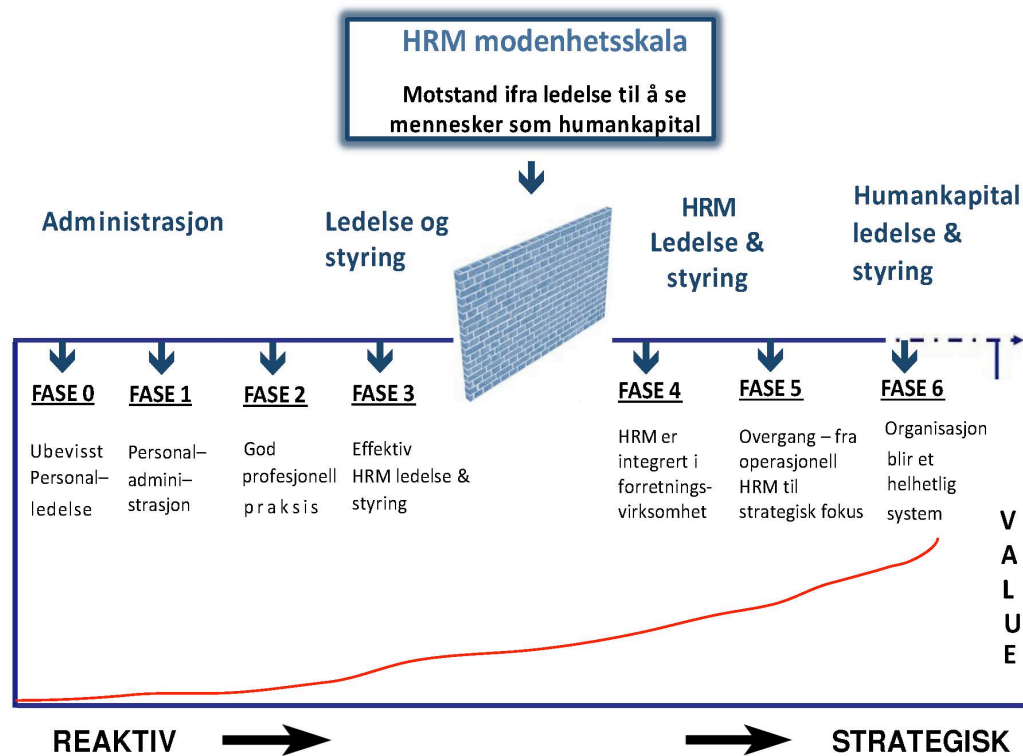 HRM modenhetsskala
Motstand ifra ledelse til å se
mennesker som humankapital
Administrasjon
Ledelse og
styring
HRM
Ledelse &
styring
Humankapital
ledelse &
styring
FASE 0
Ubevisst
Personal–
ledelse
FASE 1
Personal–
admini–
strasjon
FASE 2
God
profesjonell
praksis
FASE 3
Effektiv
HRM ledelse &
styring
FASE 4
HRM er
integrert i
forretnings-
virksomhet
FASE 5
Overgang – fra
operasjonell
HRM til
strategisk fokus
FASE 6
Organisasjon
blir et
helhetlig
system
VALUE
REAKTIV
STRATEGISK